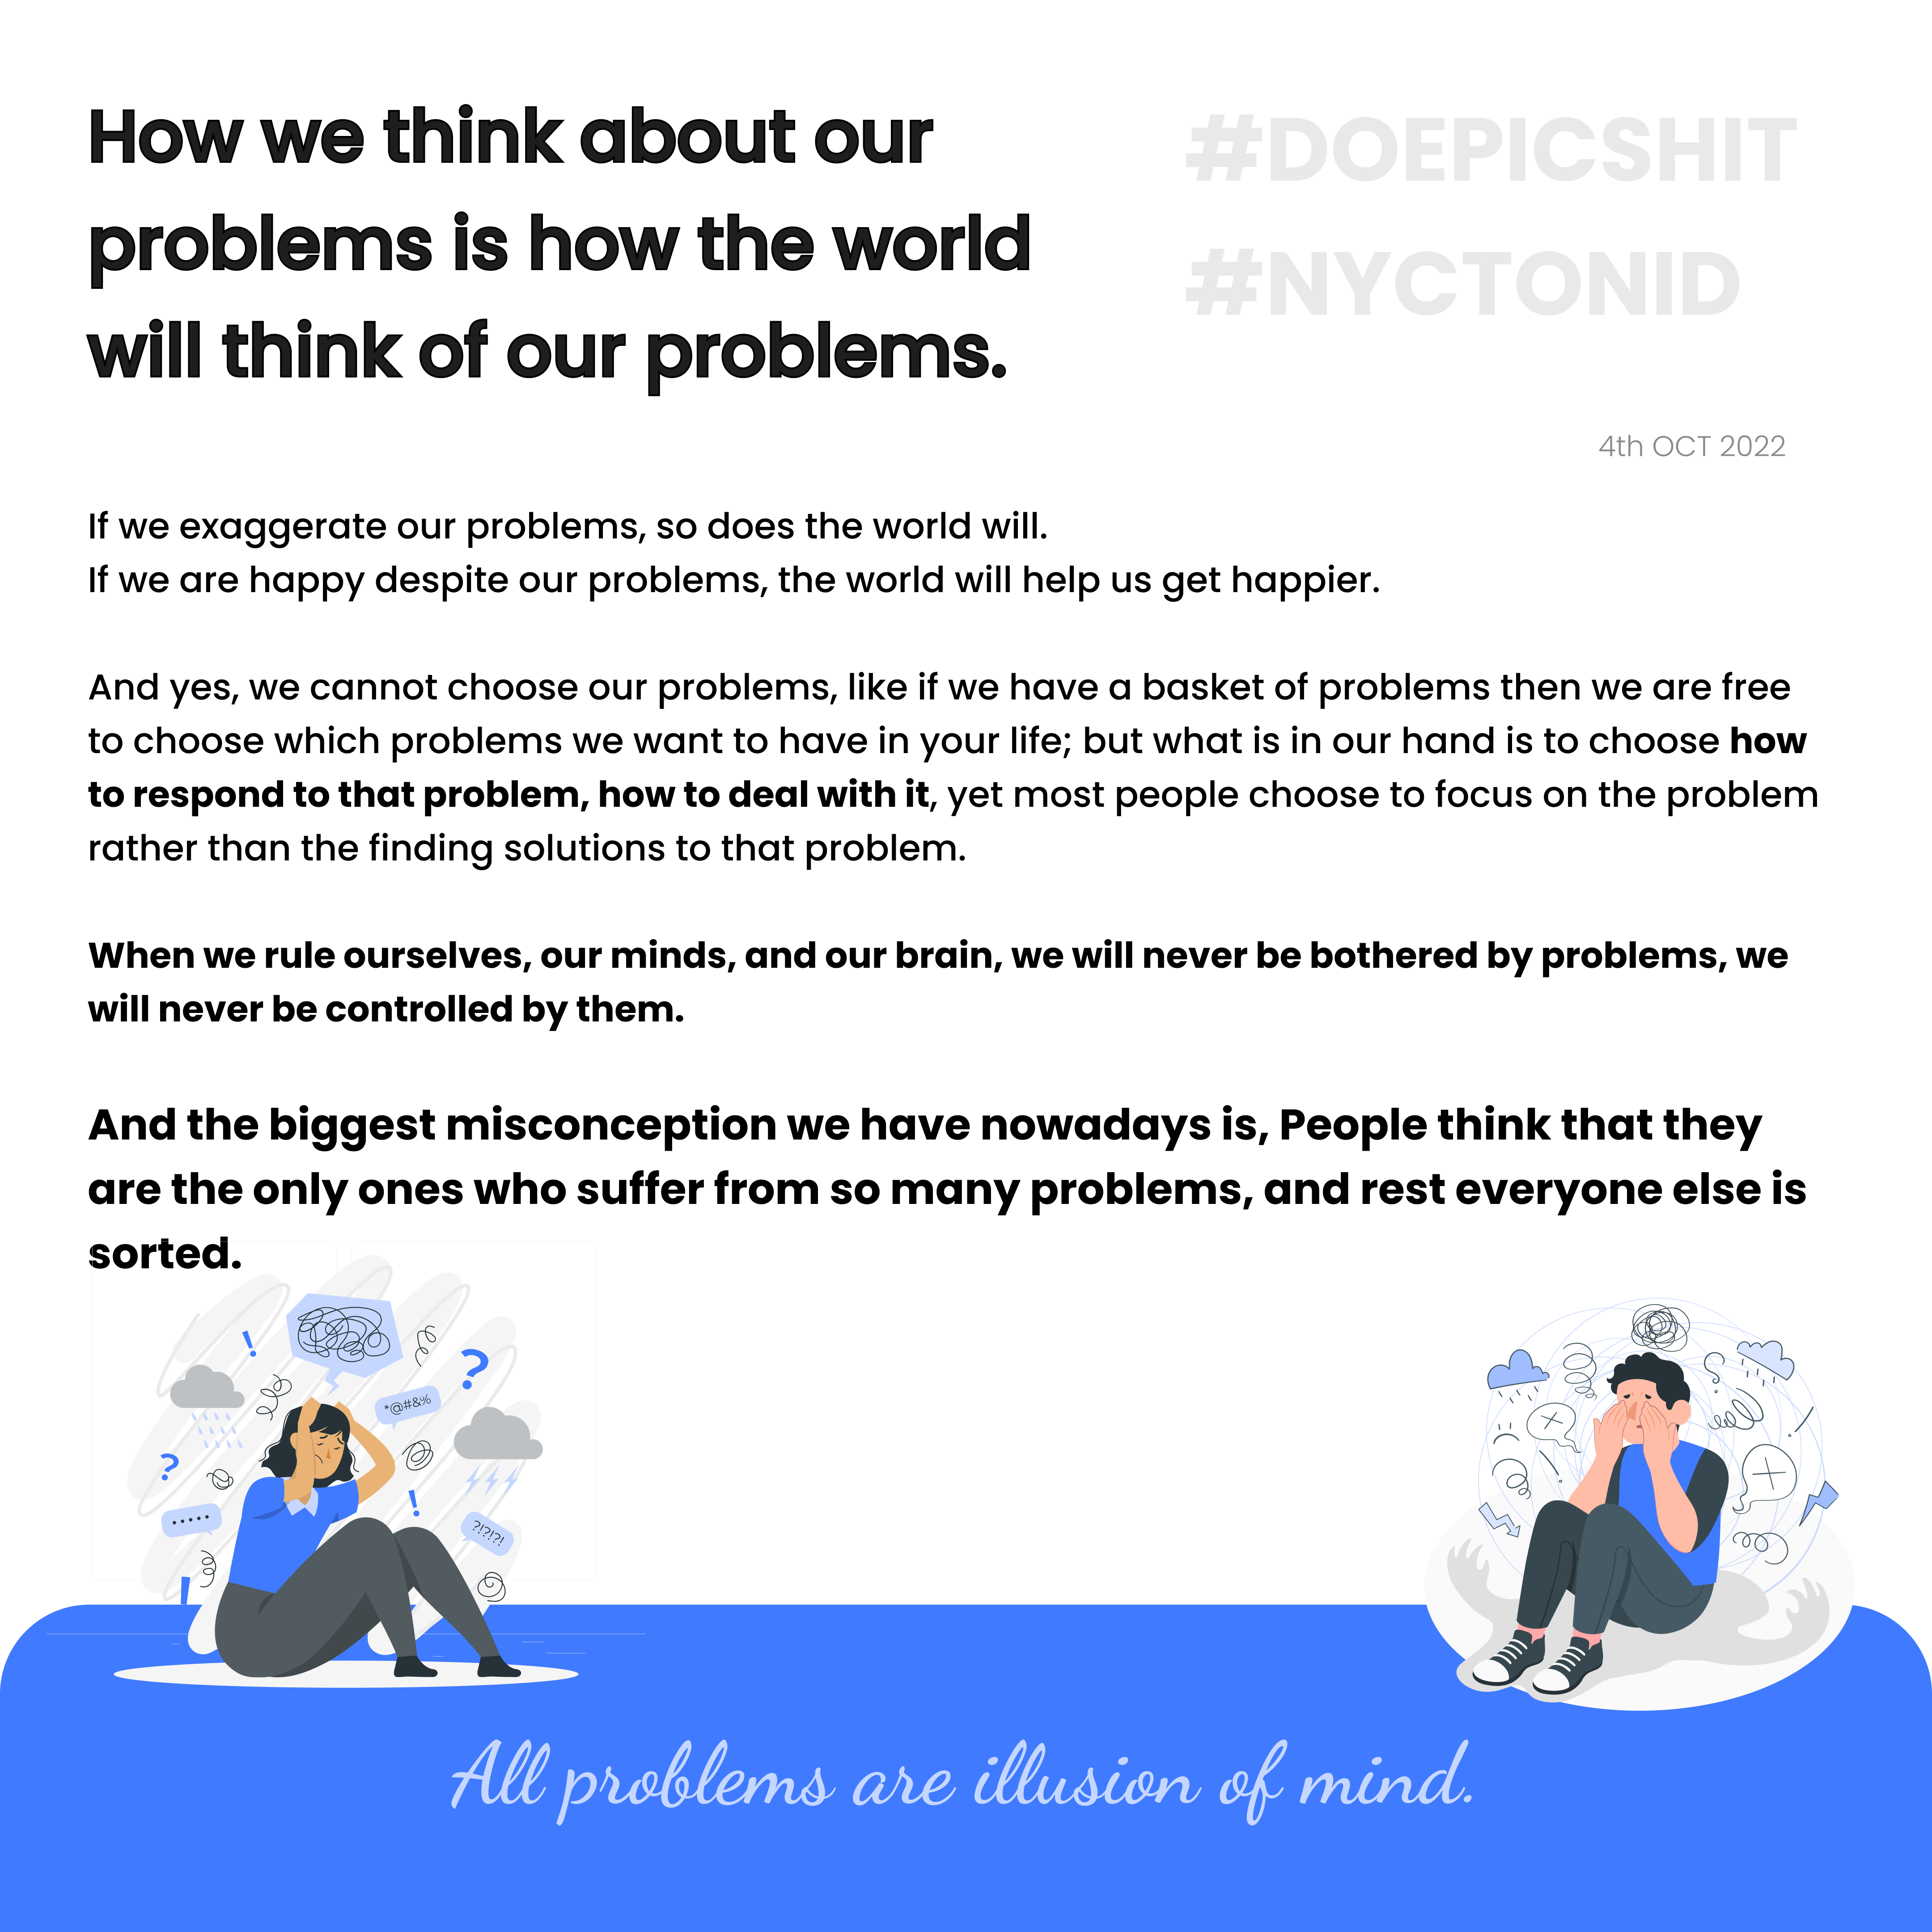 How we think about our
problems is how the world
will think of our problems.
#DOEPICSHIT
#NYCTONID
4th OCT 2022
If we exaggerate our problems, so does the world will.
If we are happy despite our problems, the world will help us get happier.
And yes, we cannot choose our problems, like if we have a basket of problems then we are free
to choose which problems we want to have in your life; but what is in our hand is to choose how
to respond to that problem, how to deal with it, yet most people choose to focus on the problem
rather than the finding solutions to that problem.
When we rule ourselves, our minds, and our brain, we will never be bothered by problems, we
will never be controlled by them.
And the biggest misconception we have nowadays is, People think that they
are the only ones who suffer from so many problems, and rest everyone else is
sorted.
!
?
*@#&%
?
!
.....
?!?!?!
!
?
All problems are illusion of mind.